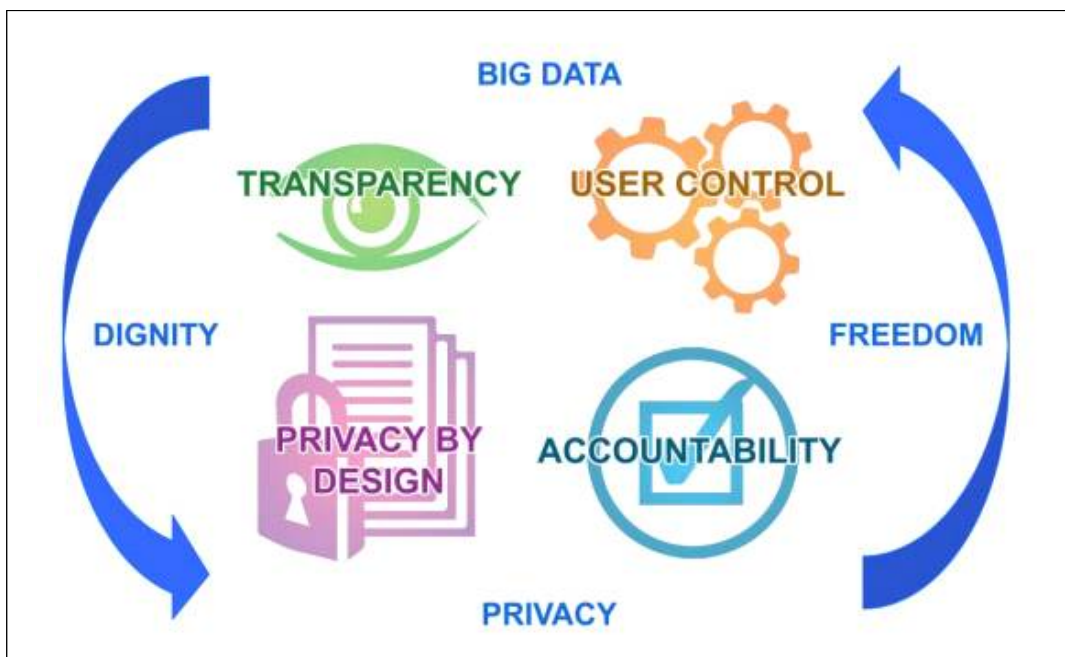 BIG DATA
TRANSPARENCY
USER CONTROL
DIGNITY
FREEDOM
PRIVACY BY
DESIGN
ACCOUNTABILITY
PRIVACY